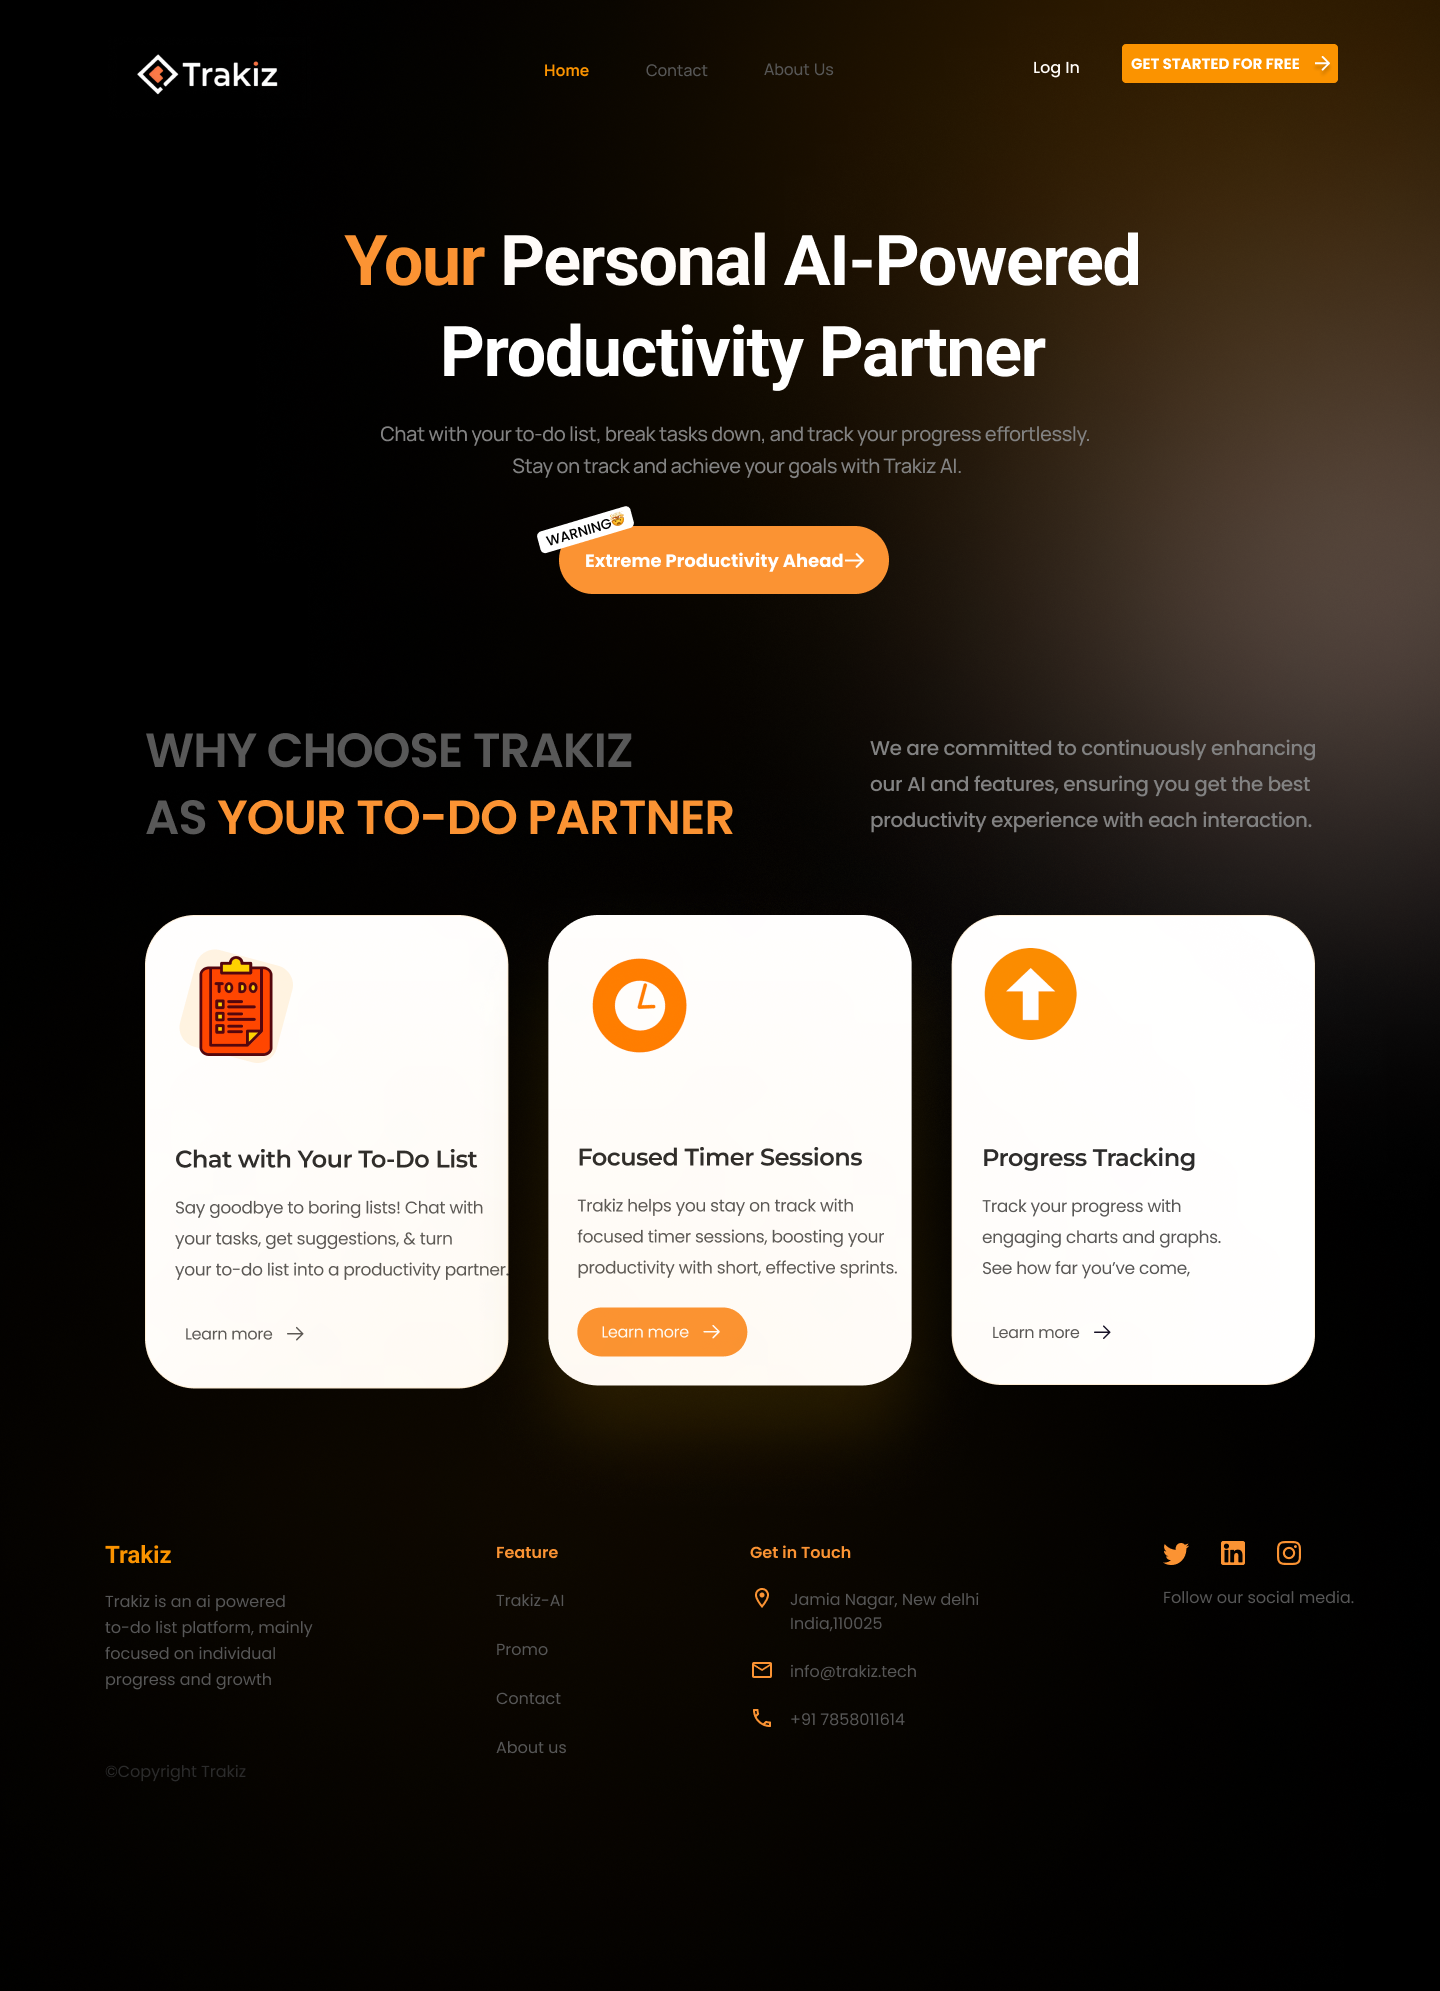 Trakiz
Home
Contact
About Us
Log In
GET STARTED FOR FREE
Your Personal AI-Powered
Productivity Partner
Chat with your to-do list, break tasks down, and track your progress effortlessly.
Stay on track and achieve your goals with Trakiz AI.
WARNING🤯
Extreme Productivity Ahead→
WHY CHOOSE TRAKIZ
AS YOUR TO-DO PARTNER
We are committed to continuously enhancing
our AI and features, ensuring you get the best
productivity experience with each interaction.
TO DO
Chat with Your To-Do List
Say goodbye to boring lists! Chat with
your tasks, get suggestions, & turn
your to-do list into a productivity partner.
Learn more
Focused Timer Sessions
Trakiz helps you stay on track with
focused timer sessions, boosting your
productivity with short, effective sprints.
Learn more
Progress Tracking
Track your progress with
engaging charts and graphs.
See how far you've come,
Learn more
Trakiz
Trakiz is an ai powered
to-do list platform, mainly
focused on individual
progress and growth
©Copyright Trakiz
Feature
Trakiz-AI
Promo
Contact
About us
Get in Touch
Jamia Nagar, New delhi
India,110025
info@trakiz.tech
+91 7858011614
Follow our social media.